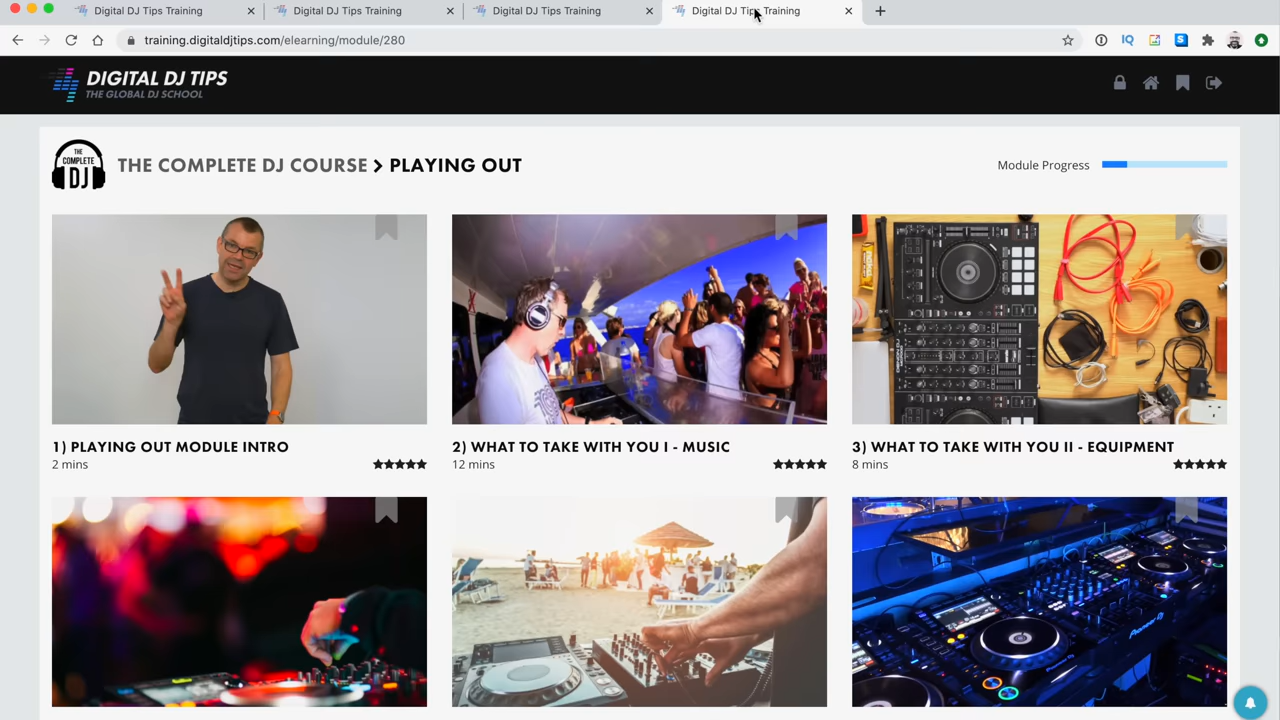 Digital DJ Tips Training
Digital DJ Tips Training
Digital DJ Tips Training
Digital DJ Tips Training
training.digitaldjtips.com/elearning/module/280
IQ
DIGITAL DJ TIPS
THE GLOBAL DJ SCHOOL
THE COMPLETE DJ
THE COMPLETE DJ COURSE > PLAYING OUT
Module Progress
1) PLAYING OUT MODULE INTRO
2 mins
2) WHAT TO TAKE WITH YOU I - MUSIC
12 mins
3) WHAT TO TAKE WITH YOU II - EQUIPMENT
8 mins
Pioneer DJ